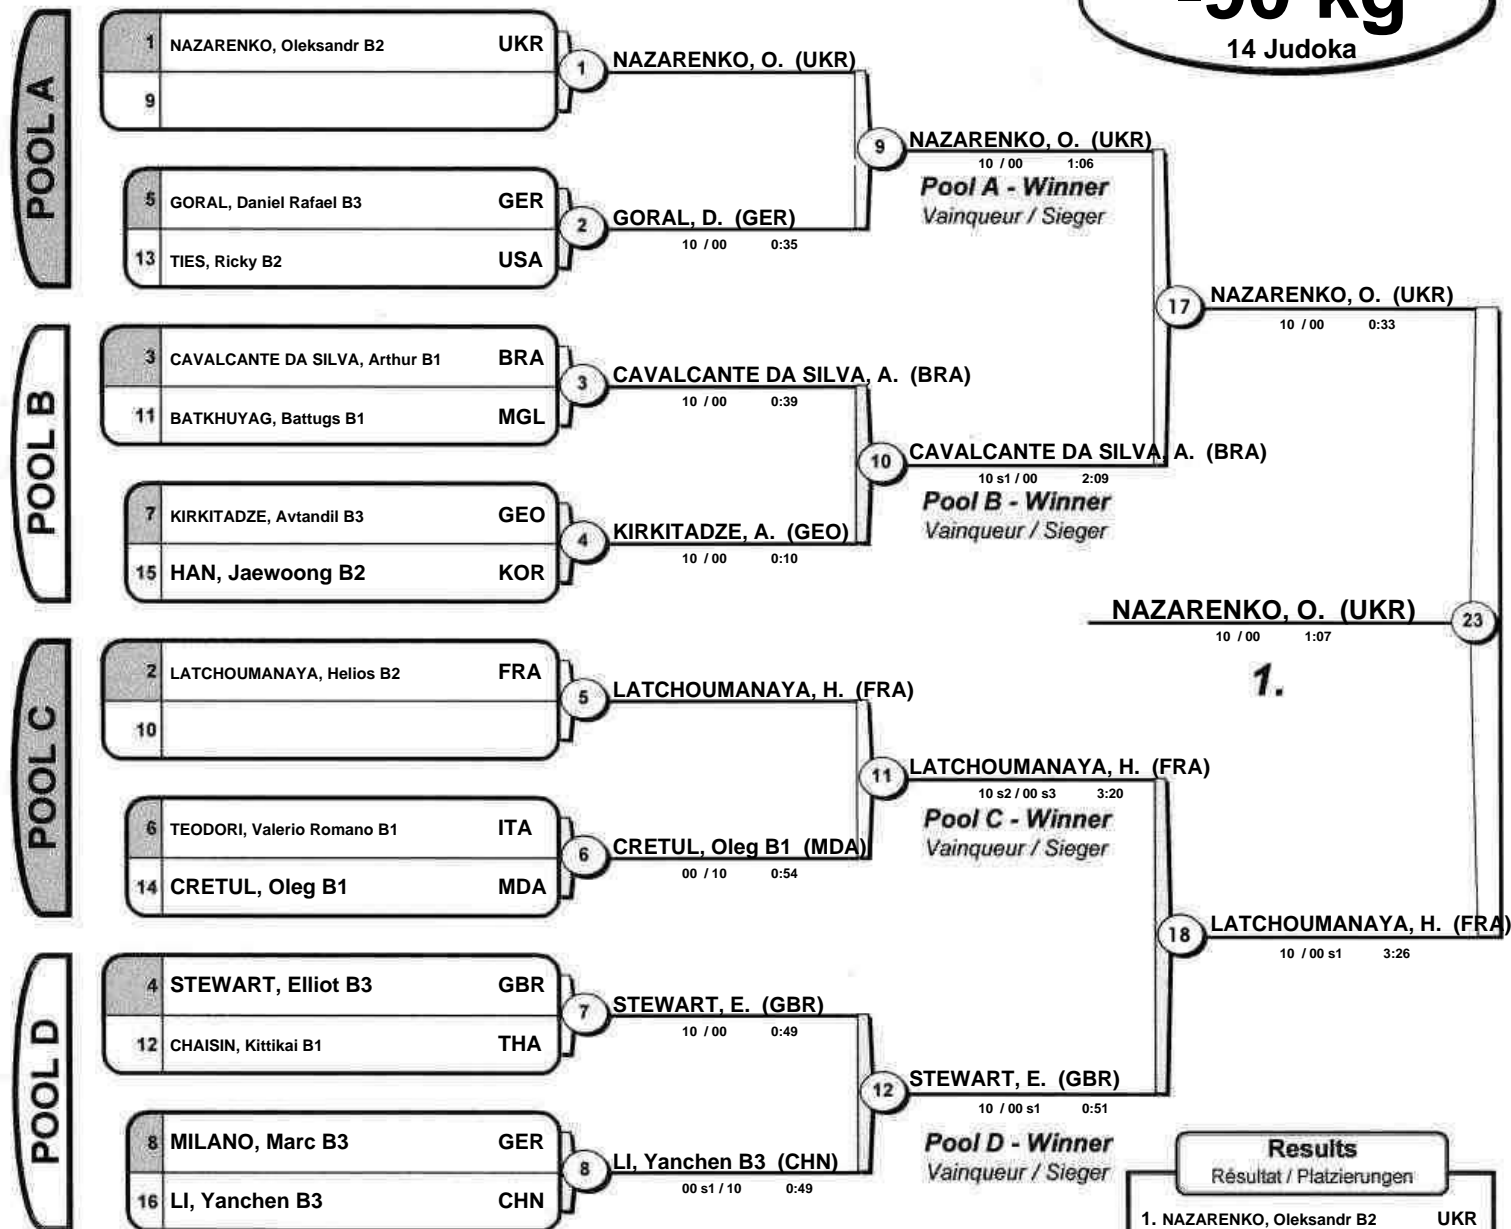 -90 kg
14 Judoka
POOL A
1 NAZARENKO, Oleksandr B2 UKR
9
1
NAZARENKO, O. (UKR)
5 GORAL, Daniel Rafael B3 GER
13 TIES, Ricky B2 USA
2
GORAL, D. (GER)
10 / 00 0:35
9
NAZARENKO, O. (UKR)
10 / 00 1:06
Pool A - Winner
Vainqueur / Sieger
POOL B
3 CAVALCANTE DA SILVA, Arthur B1 BRA
11 BATKHUYAG, Battugs B1 MGL
3
CAVALCANTE DA SILVA, A. (BRA)
10 / 00 0:39
7 KIRKITADZE, Avtandil B3 GEO
15 HAN, Jaewoong B2 KOR
4
KIRKITADZE, A. (GEO)
10 / 00 0:10
10
CAVALCANTE DA SILVA, A. (BRA)
10 s1 / 00 2:09
Pool B - Winner
Vainqueur / Sieger
17
NAZARENKO, O. (UKR)
10 / 00 0:33
POOL C
2 LATCHOUMANAYA, Helios B2 FRA
10
5
LATCHOUMANAYA, H. (FRA)
6 TEODORI, Valerio Romano B1 ITA
14 CRETUL, Oleg B1 MDA
6
CRETUL, Oleg B1 (MDA)
00 / 10 0:54
11
LATCHOUMANAYA, H. (FRA)
10 s2 / 00 s3 3:20
Pool C - Winner
Vainqueur / Sieger
POOL D
4 STEWART, Elliot B3 GBR
12 CHAISIN, Kittikai B1 THA
7
STEWART, E. (GBR)
10 / 00 0:49
8 MILANO, Marc B3 GER
16 LI, Yanchen B3 CHN
8
LI, Yanchen B3 (CHN)
00 s1 / 10 0:49
12
STEWART, E. (GBR)
10 / 00 s1 0:51
Pool D - Winner
Vainqueur / Sieger
18
LATCHOUMANAYA, H. (FRA)
10 / 00 s1 3:26
23
NAZARENKO, O. (UKR)
10 / 00 1:07
1.
Results
Résultat / Platzierungen
1. NAZARENKO, Oleksandr B2 UKR